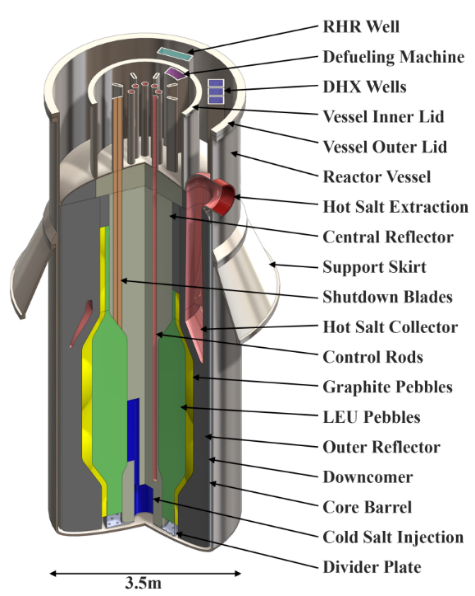 RHR Well
Defueling Machine
DHX Wells
Vessel Inner Lid
Vessel Outer Lid
Reactor Vessel
Hot Salt Extraction
Central Reflector
Support Skirt
Shutdown Blades
Hot Salt Collector
Control Rods
Graphite Pebbles
LEU Pebbles
Outer Reflector
Downcomer
Core Barrel
Cold Salt Injection
Divider Plate
3.5m